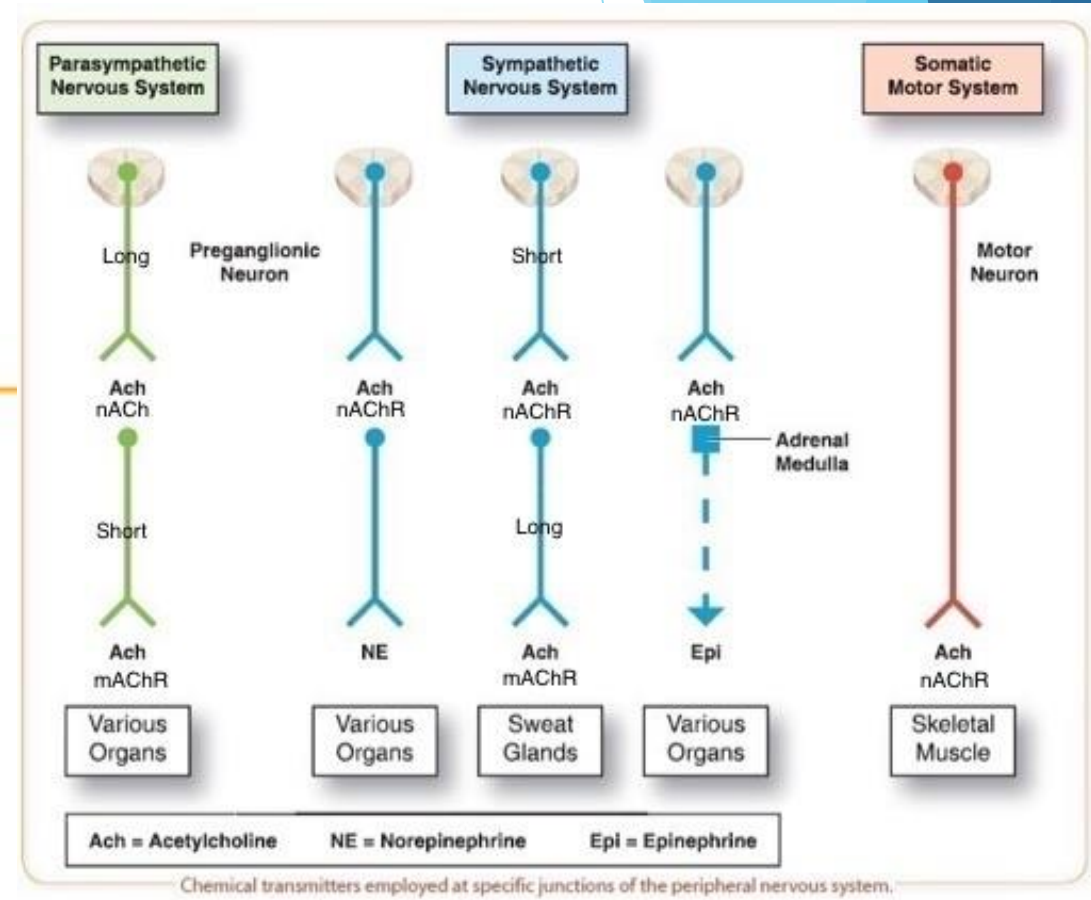 Parasympathetic
Nervous System
Sympathetic
Nervous System
Somatic
Motor System
Long
Preganglionic
Neuron
Short
Motor
Neuron
Ach
nACh
Ach
nAChR
Ach
nAChR
Ach
nAChR
Adrenal
Medulla
Short
Long
Ach
mAChR
NE
Ach
mAChR
Epi
Ach
nAChR
Various
Organs
Various
Organs
Sweat
Glands
Various
Organs
Skeletal
Muscle
Ach = Acetylcholine NE = Norepinephrine Epi = Epinephrine
Chemical transmitters employed at specific junctions of the peripheral nervous system.